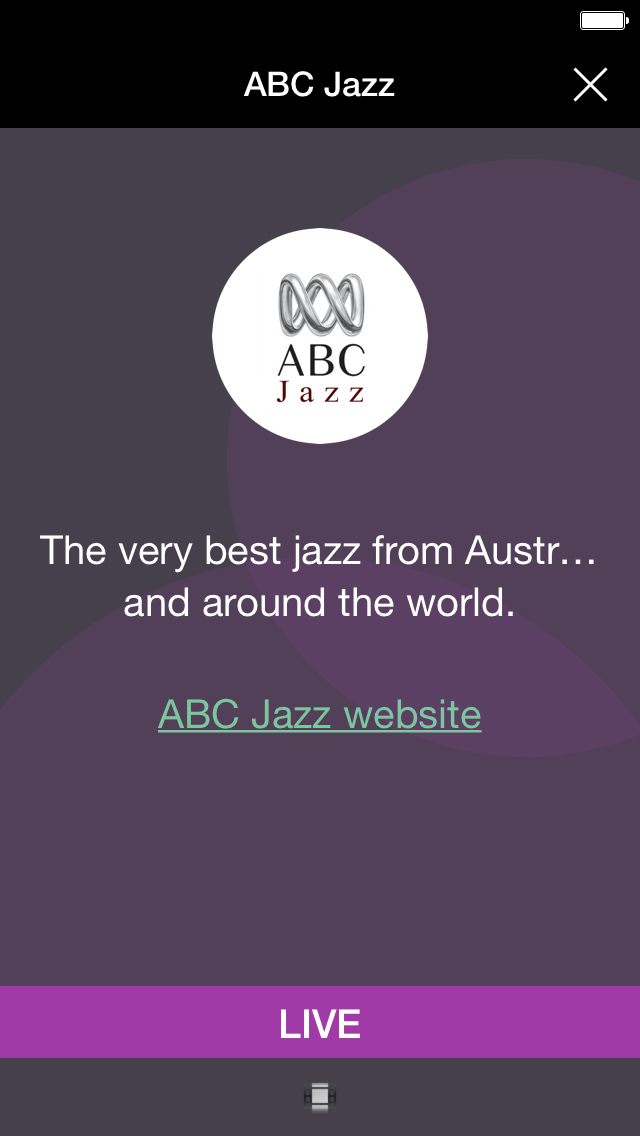 ABC Jazz
ABC
Jazz
The very best jazz from Austr...
and around the world.
ABC Jazz website
LIVE